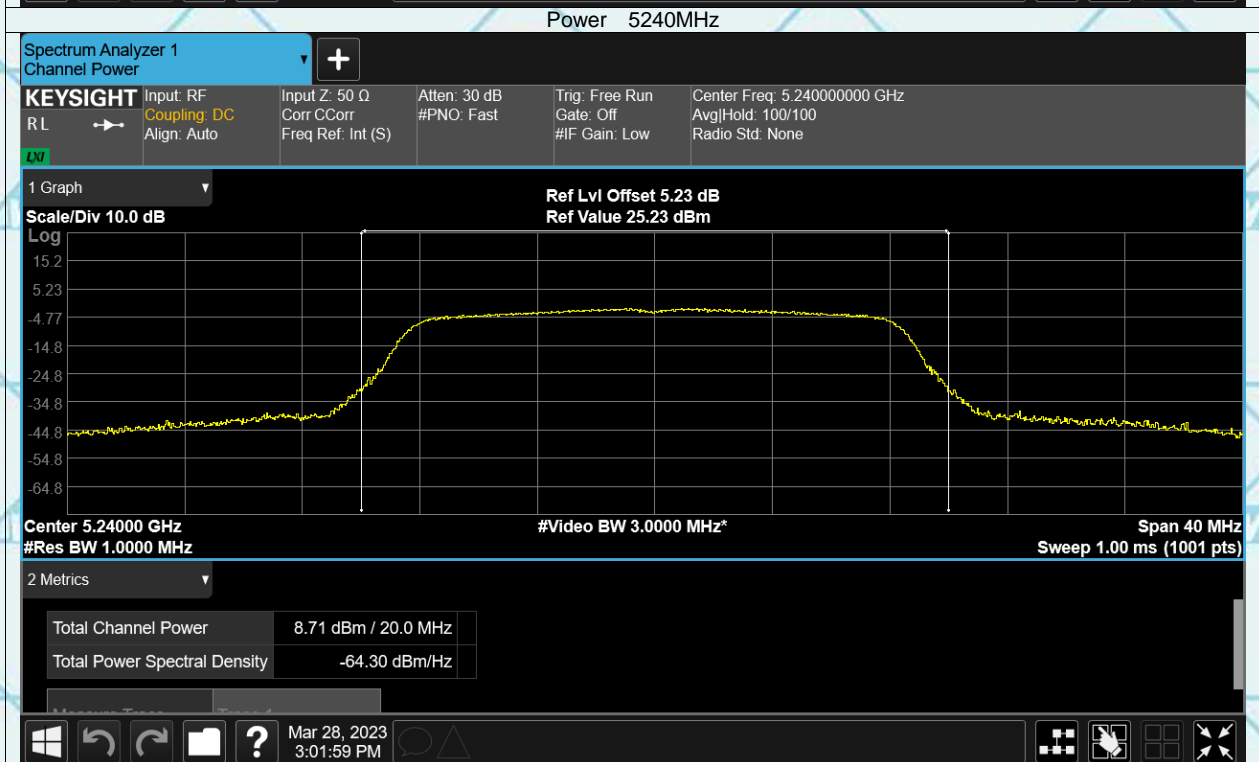 Power 5240MHz
Spectrum Analyzer 1
Channel Power
KEYSIGHT
R L
LXI
Input: RF
Coupling: DC
Align: Auto
Input Z: 50 Ω
Corr CCorr
Freq Ref: Int (S)
Atten: 30 dB
#PNO: Fast
Trig: Free Run
Gate: Off
#IF Gain: Low
Center Freq: 5.240000000 GHz
Avg|Hold: 100/100
Radio Std: None
1 Graph
Ref Lvl Offset 5.23 dB
Scale/Div 10.0 dB
Ref Value 25.23 dBm
Log
15.2
5.23
-4.77
-14.8
-24.8
-34.8
-44.8
-54.8
-64.8
Center 5.24000 GHz
#Video BW 3.0000 MHz*
Span 40 MHz
#Res BW 1.0000 MHz
Sweep 1.00 ms (1001 pts)
2 Metrics
Total Channel Power 8.71 dBm / 20.0 MHz
Total Power Spectral Density -64.30 dBm/Hz
?
Mar 28, 2023
3:01:59 PM